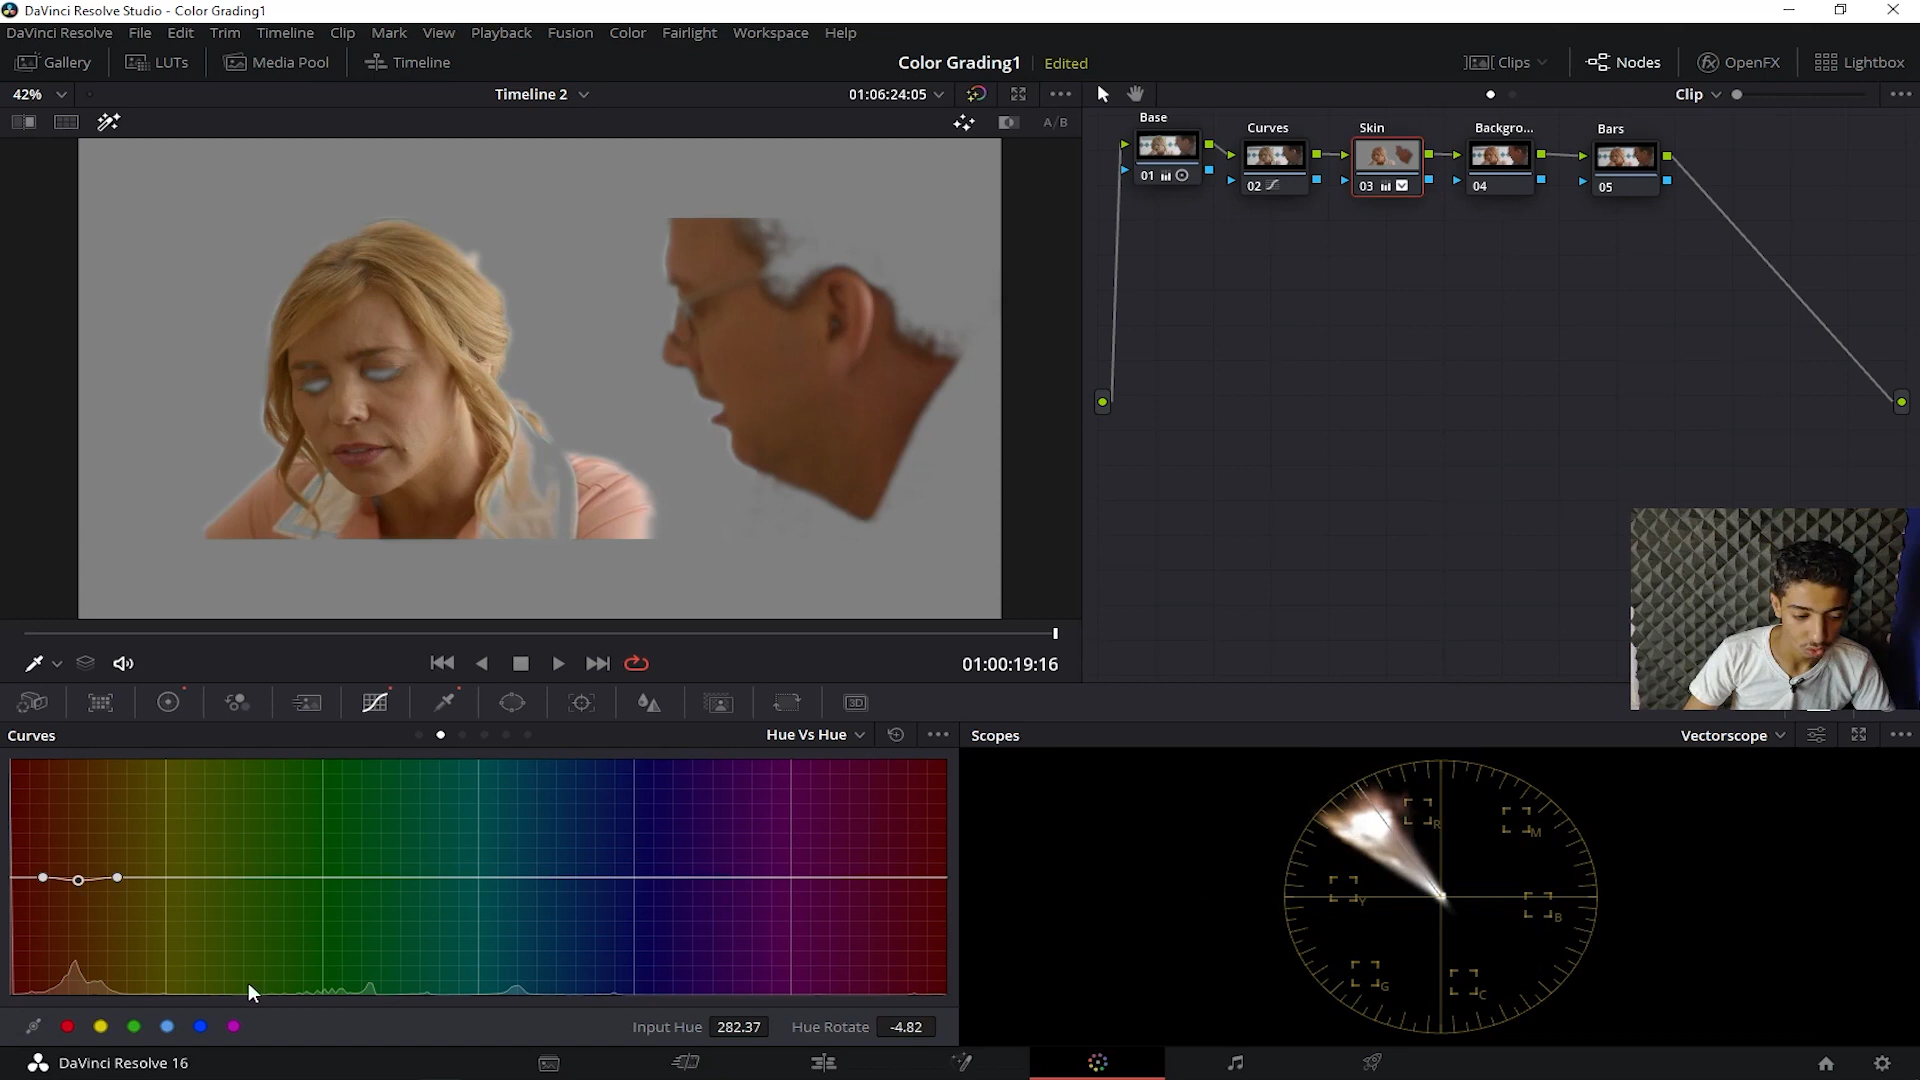 DaVinci Resolve Studio - Color Grading1
DaVinci Resolve File Edit Trim Timeline Clip Mark View Playback Fusion Color Fairlight Workspace Help
Gallery LUTs Media Pool Timeline Color Grading1 Edited Clips Nodes OpenFX Lightbox
42% Timeline 2 01:06:24:05 Clip
A/B
Base
Curves Skin Backgro... Bars
01 02 03 04 05
01:00:19:16
3D
Curves Hue Vs Hue Scopes Vectorscope
R M
Y B
G C
Input Hue 282.37 Hue Rotate -4.82
DaVinci Resolve 16